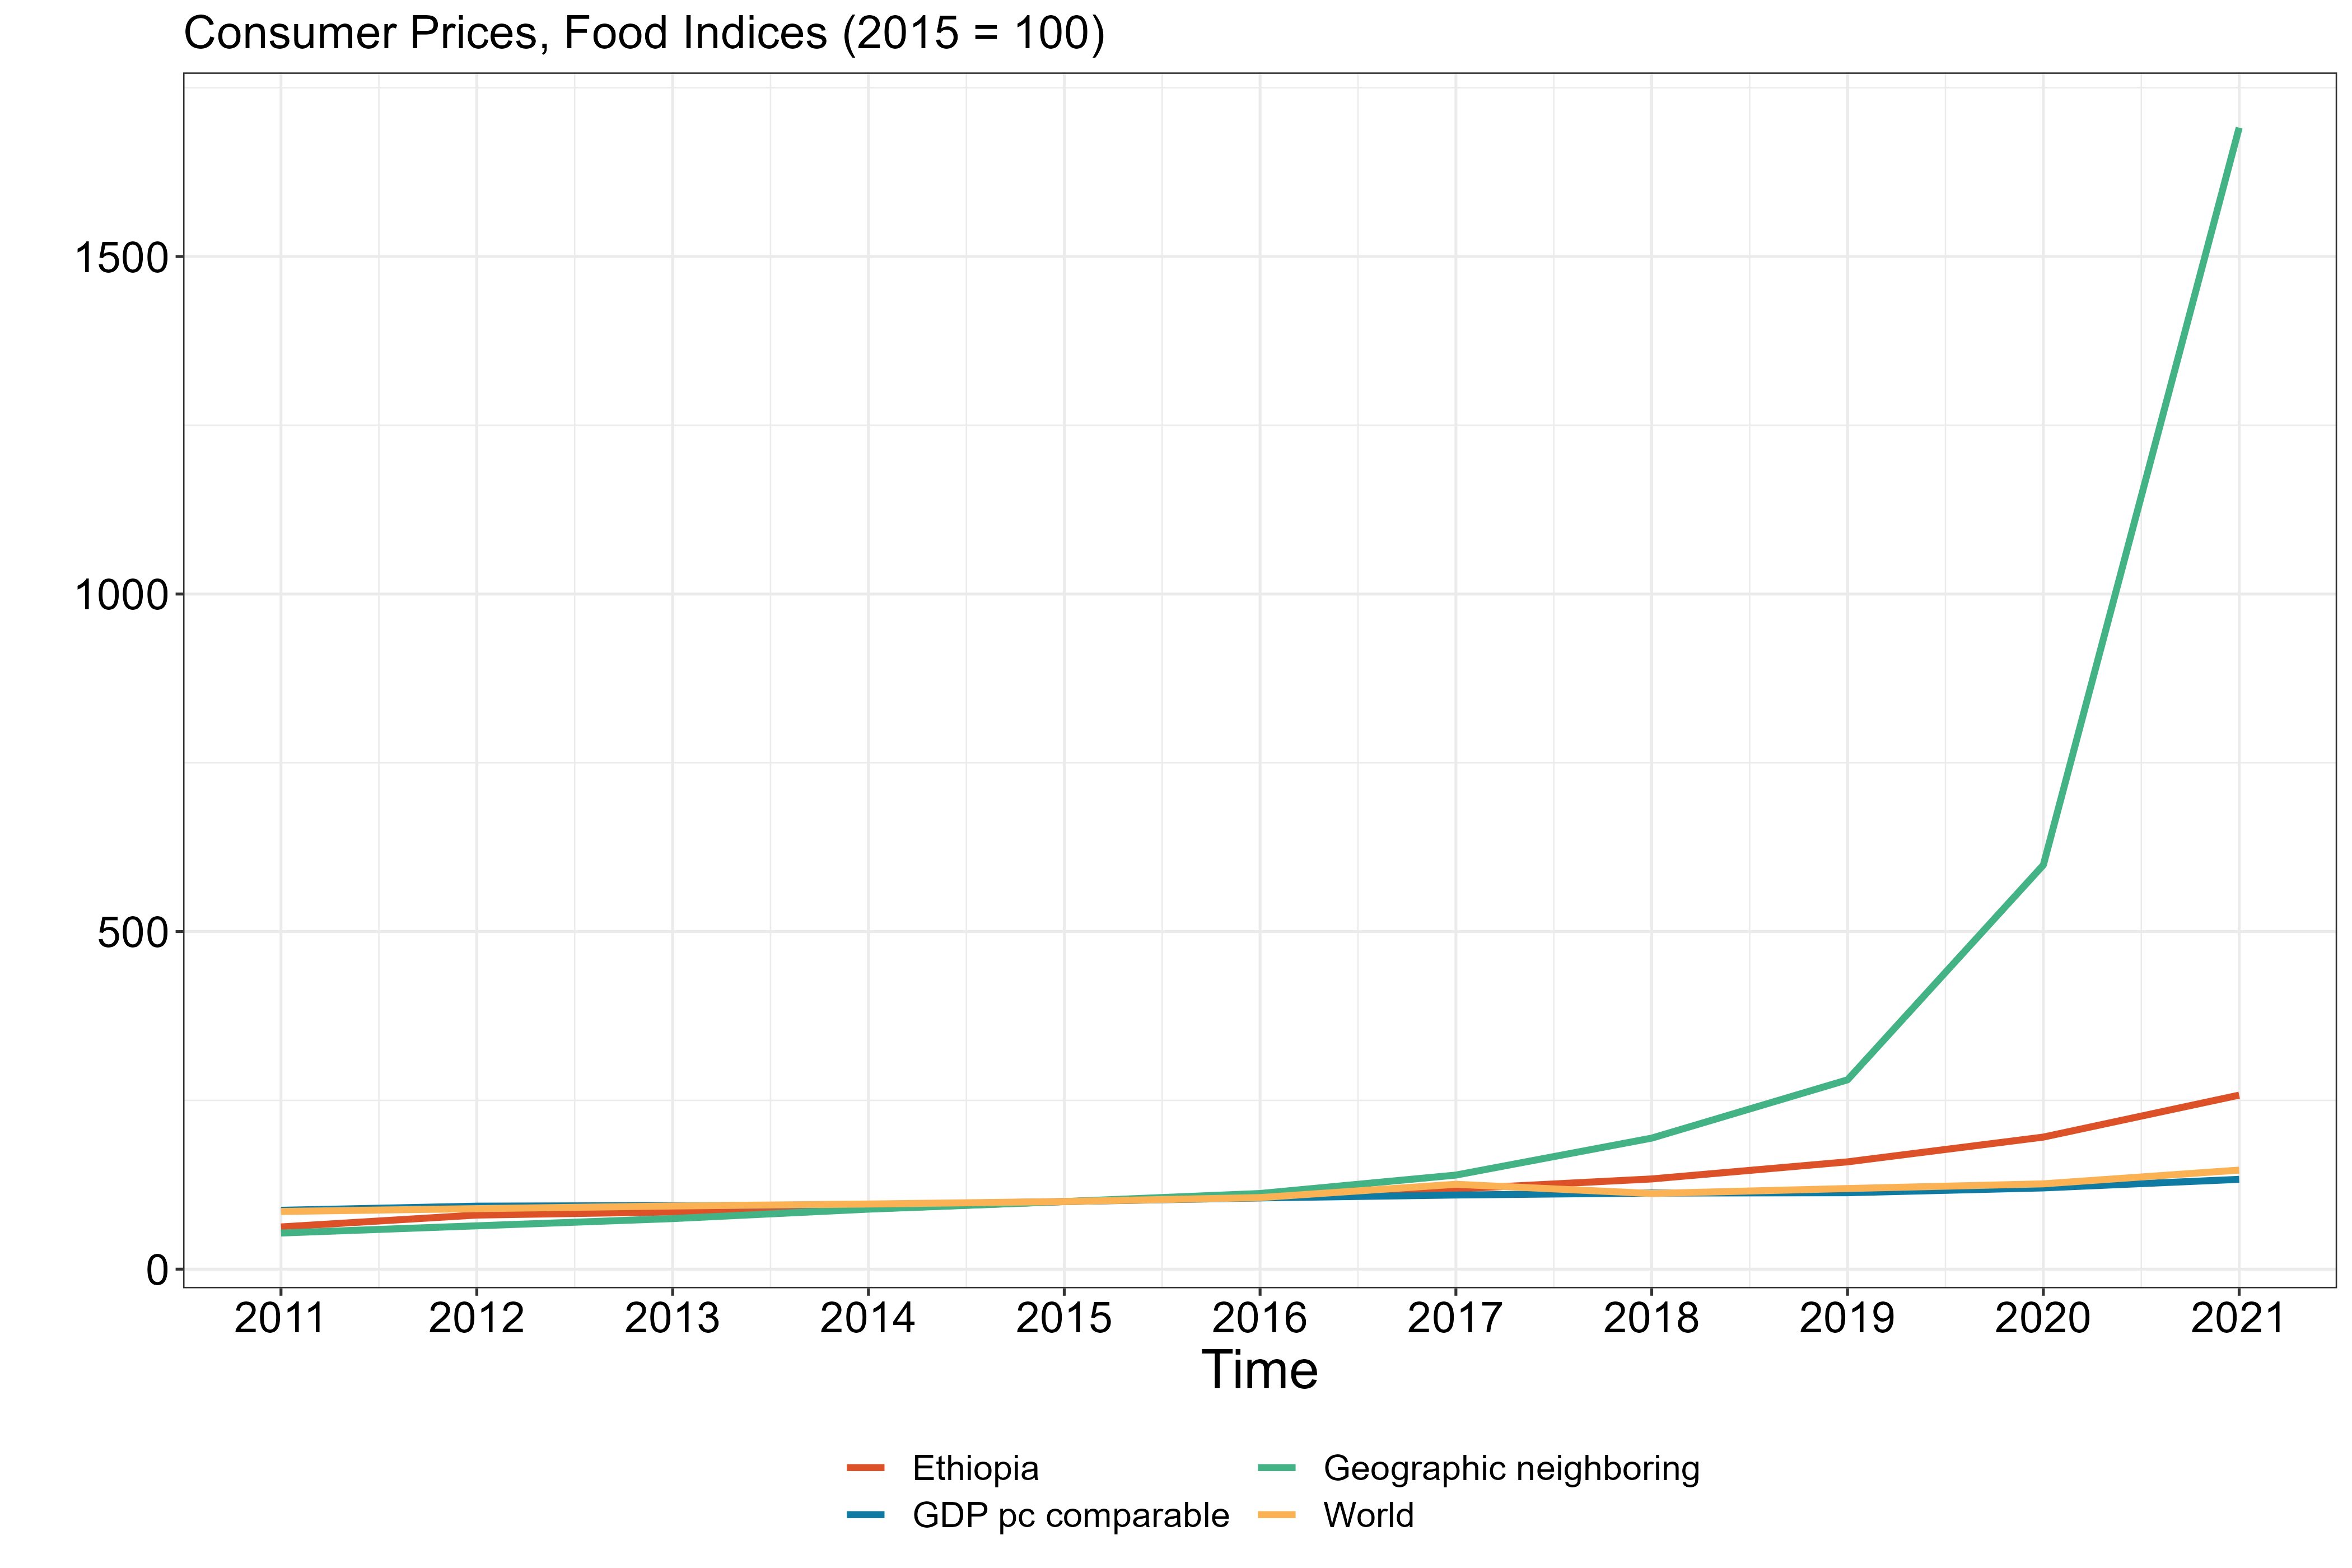 Consumer Prices, Food Indices (2015 = 100)
1500
1000
500
0
2011 2012 2013 2014 2015 2016 2017 2018 2019 2020 2021
Time
Ethiopia Geographic neighboring
GDP pc comparable World